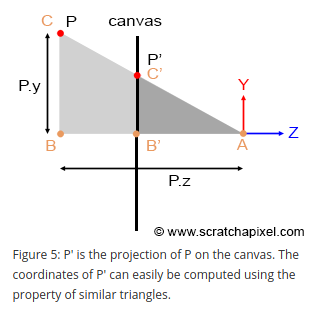 C P canvas
P'
C'
P.y
Y
Z
B B' A
P.z
© www.scratchapixel.com
Figure 5: P' is the projection of P on the canvas. The
coordinates of P' can easily be computed using the
property of similar triangles.